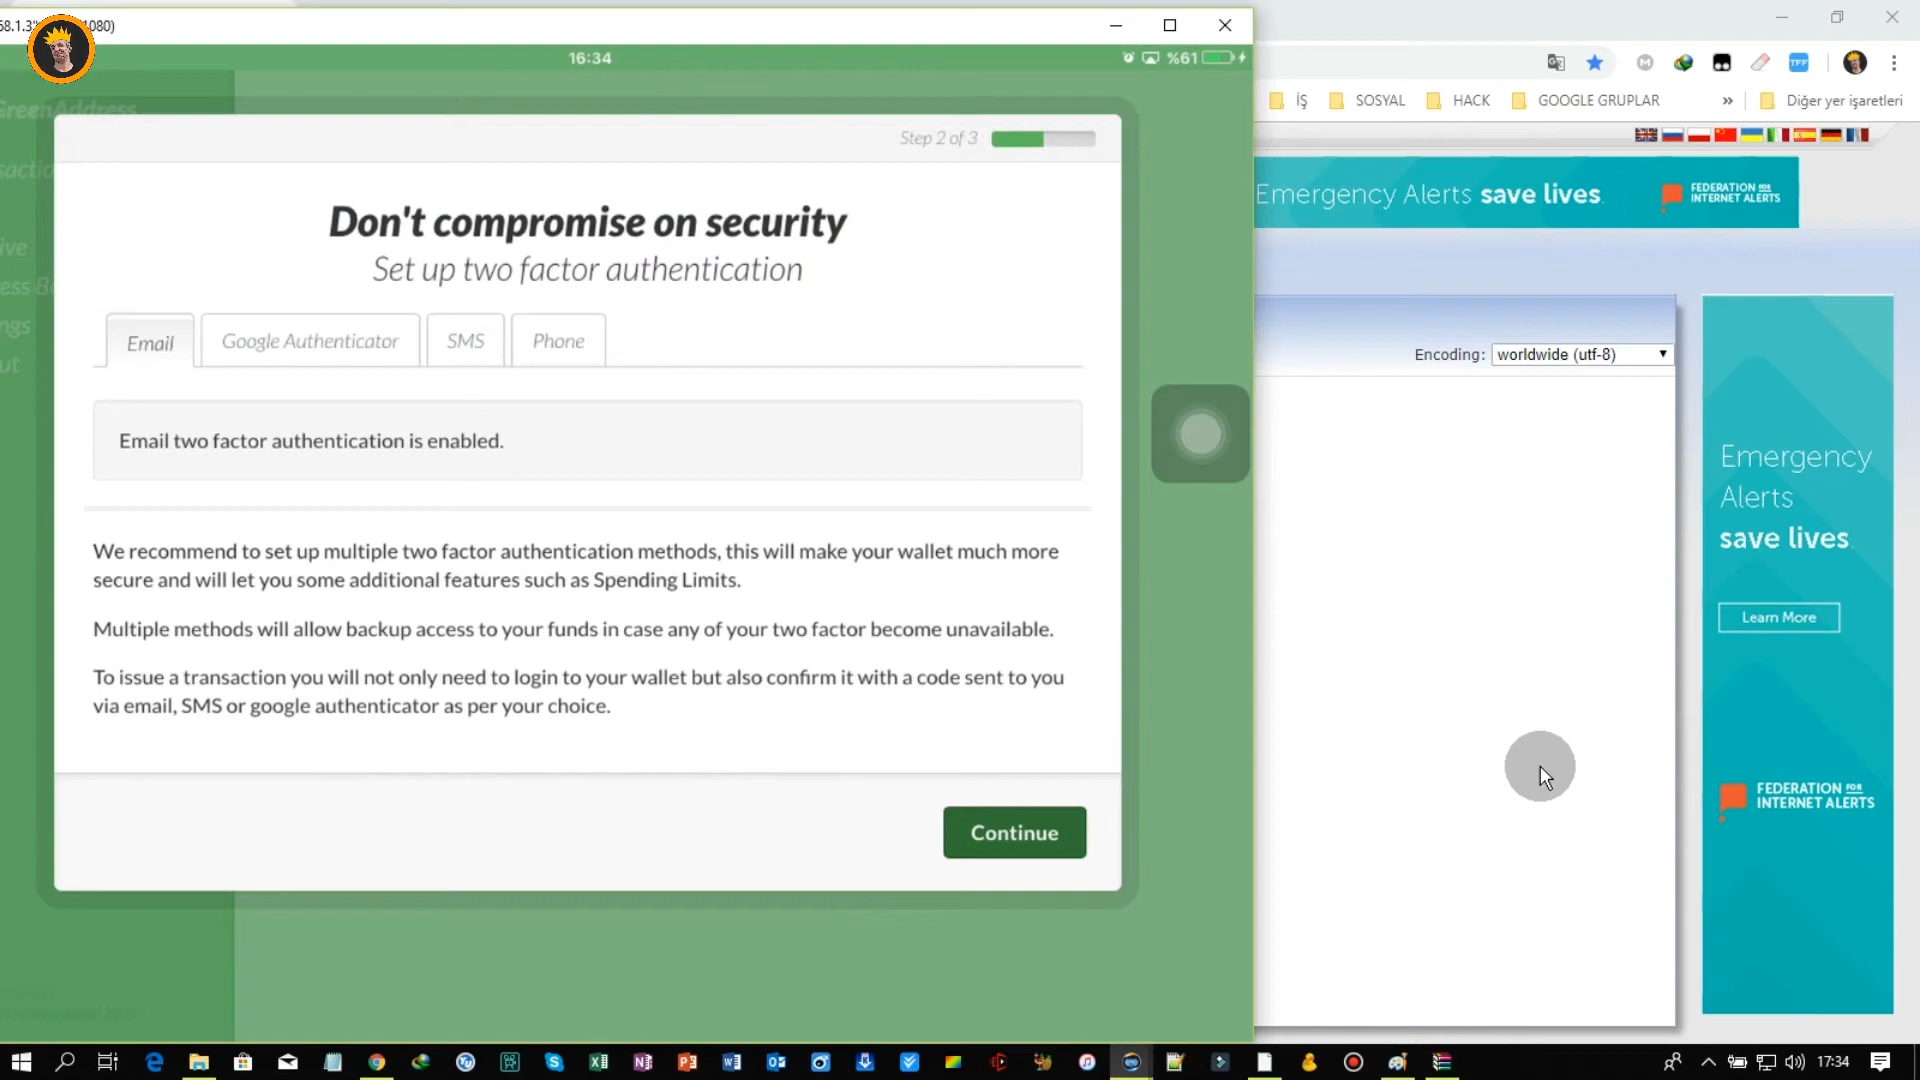 1080)
16:34
%61
GreenAddress
Step 2 of 3
Don't compromise on security
Set up two factor authentication
Email
Google Authenticator
SMS
Phone
Email two factor authentication is enabled.
We recommend to set up multiple two factor authentication methods, this will make your wallet much more
secure and will let you some additional features such as Spending Limits.
Multiple methods will allow backup access to your funds in case any of your two factor become unavailable.
To issue a transaction you will not only need to login to your wallet but also confirm it with a code sent to you
via email, SMS or google authenticator as per your choice.
Continue
TFF
İŞ
SOSYAL
HACK
GOOGLE GRUPLAR
»
Diğer yer işaretleri
Emergency Alerts save lives.
FEDERATION FOR
INTERNET ALERTS
Encoding:
worldwide (utf-8)
Emergency
Alerts
save lives.
Learn More
FEDERATION FOR
INTERNET ALERTS
17:34